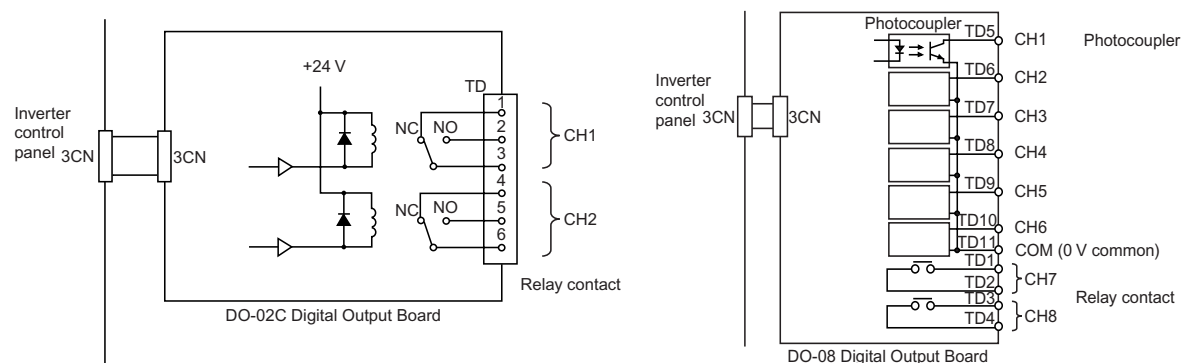 +24 V
TD
Inverter
control
panel
3CN
3CN
NC
NO
1
2
3
CH1
NC
NO
4
5
6
CH2
Relay contact
DO-02C Digital Output Board
Photocoupler
TD5
CH1
Photocoupler
TD6
CH2
Inverter
control
panel
3CN
3CN
TD7
CH3
TD8
CH4
TD9
CH5
TD10
CH6
TD11
COM (0 V common)
TD1
TD2
CH7
Relay contact
TD3
TD4
CH8
DO-08 Digital Output Board